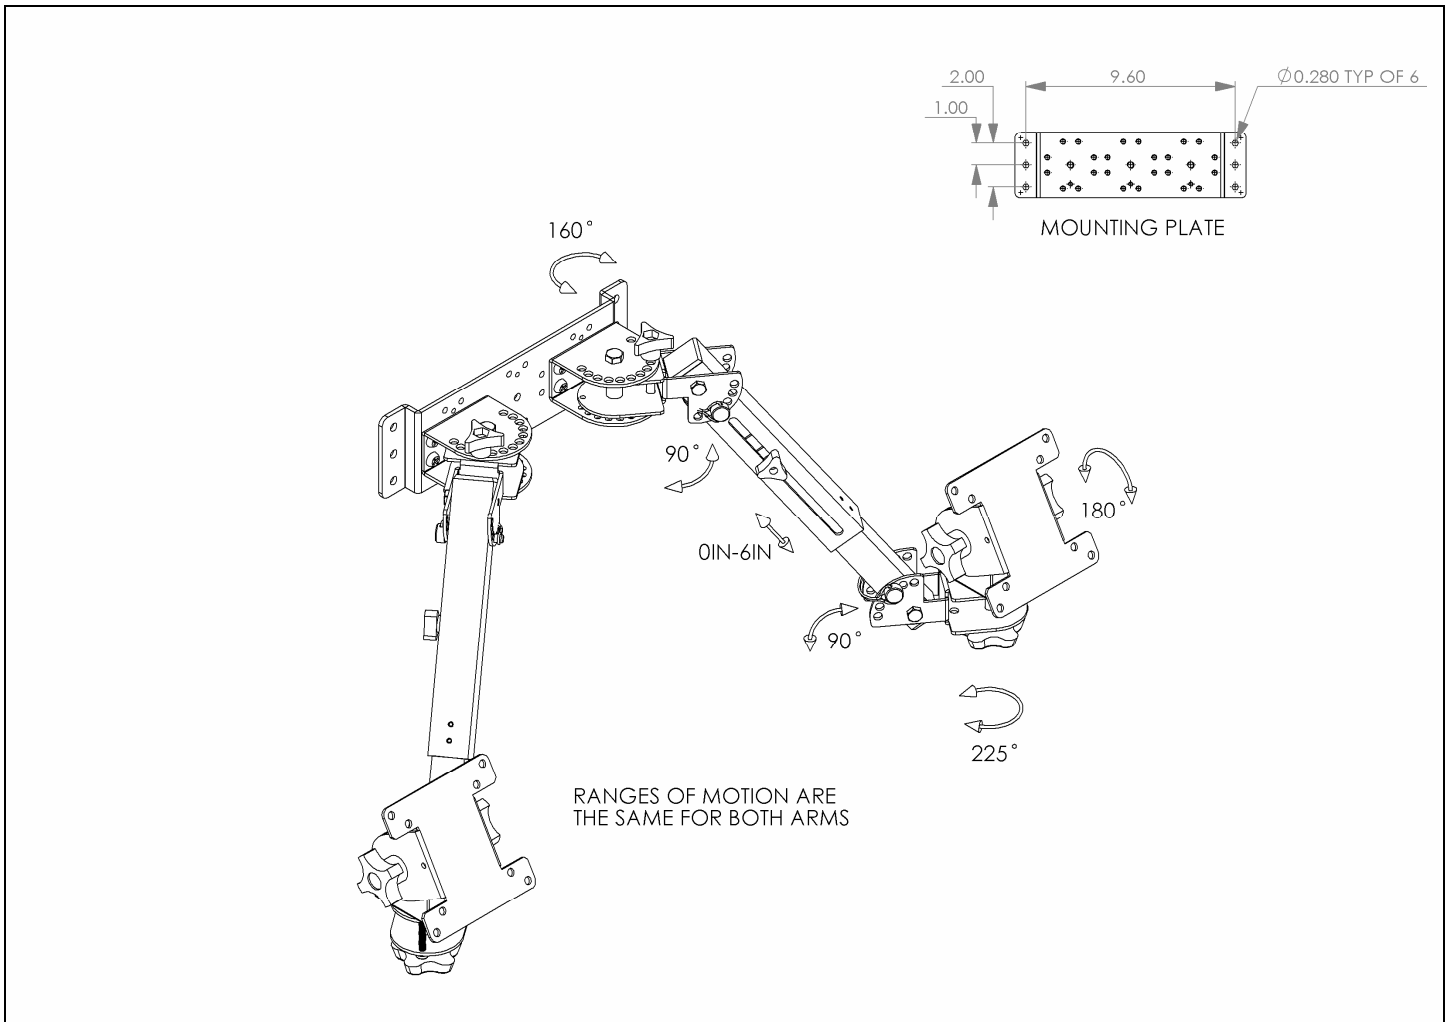 2.00
9.60
Ø0.280 TYP OF 6
1.00
MOUNTING PLATE
160°
90°
180°
0IN-6IN
90°
225°
RANGES OF MOTION ARE
THE SAME FOR BOTH ARMS